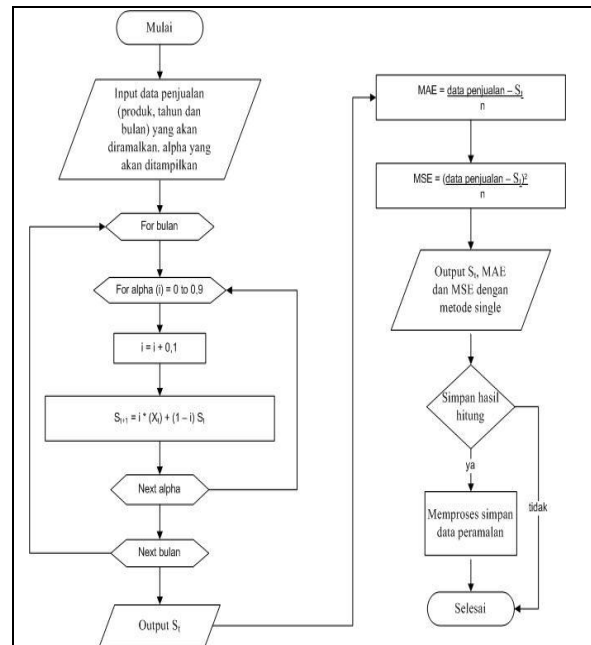 Mulai
Input data penjualan
(produk, tahun dan
bulan) yang akan
diramalkan. alpha yang
akan ditampilkan
For bulan
For alpha (i) = 0 to 0,9
i = i + 0,1
Sₜ₊₁ = i * (Xₜ) + (1 – i) Sₜ
Next alpha
Next bulan
Output Sₜ
MAE = data penjualan – Sₜ
n
MSE = (data penjualan – Sₜ)²
n
Output Sₜ, MAE
dan MSE dengan
metode single
Simpan hasil
hitung
ya
tidak
Memproses simpan
data peramalan
Selesai